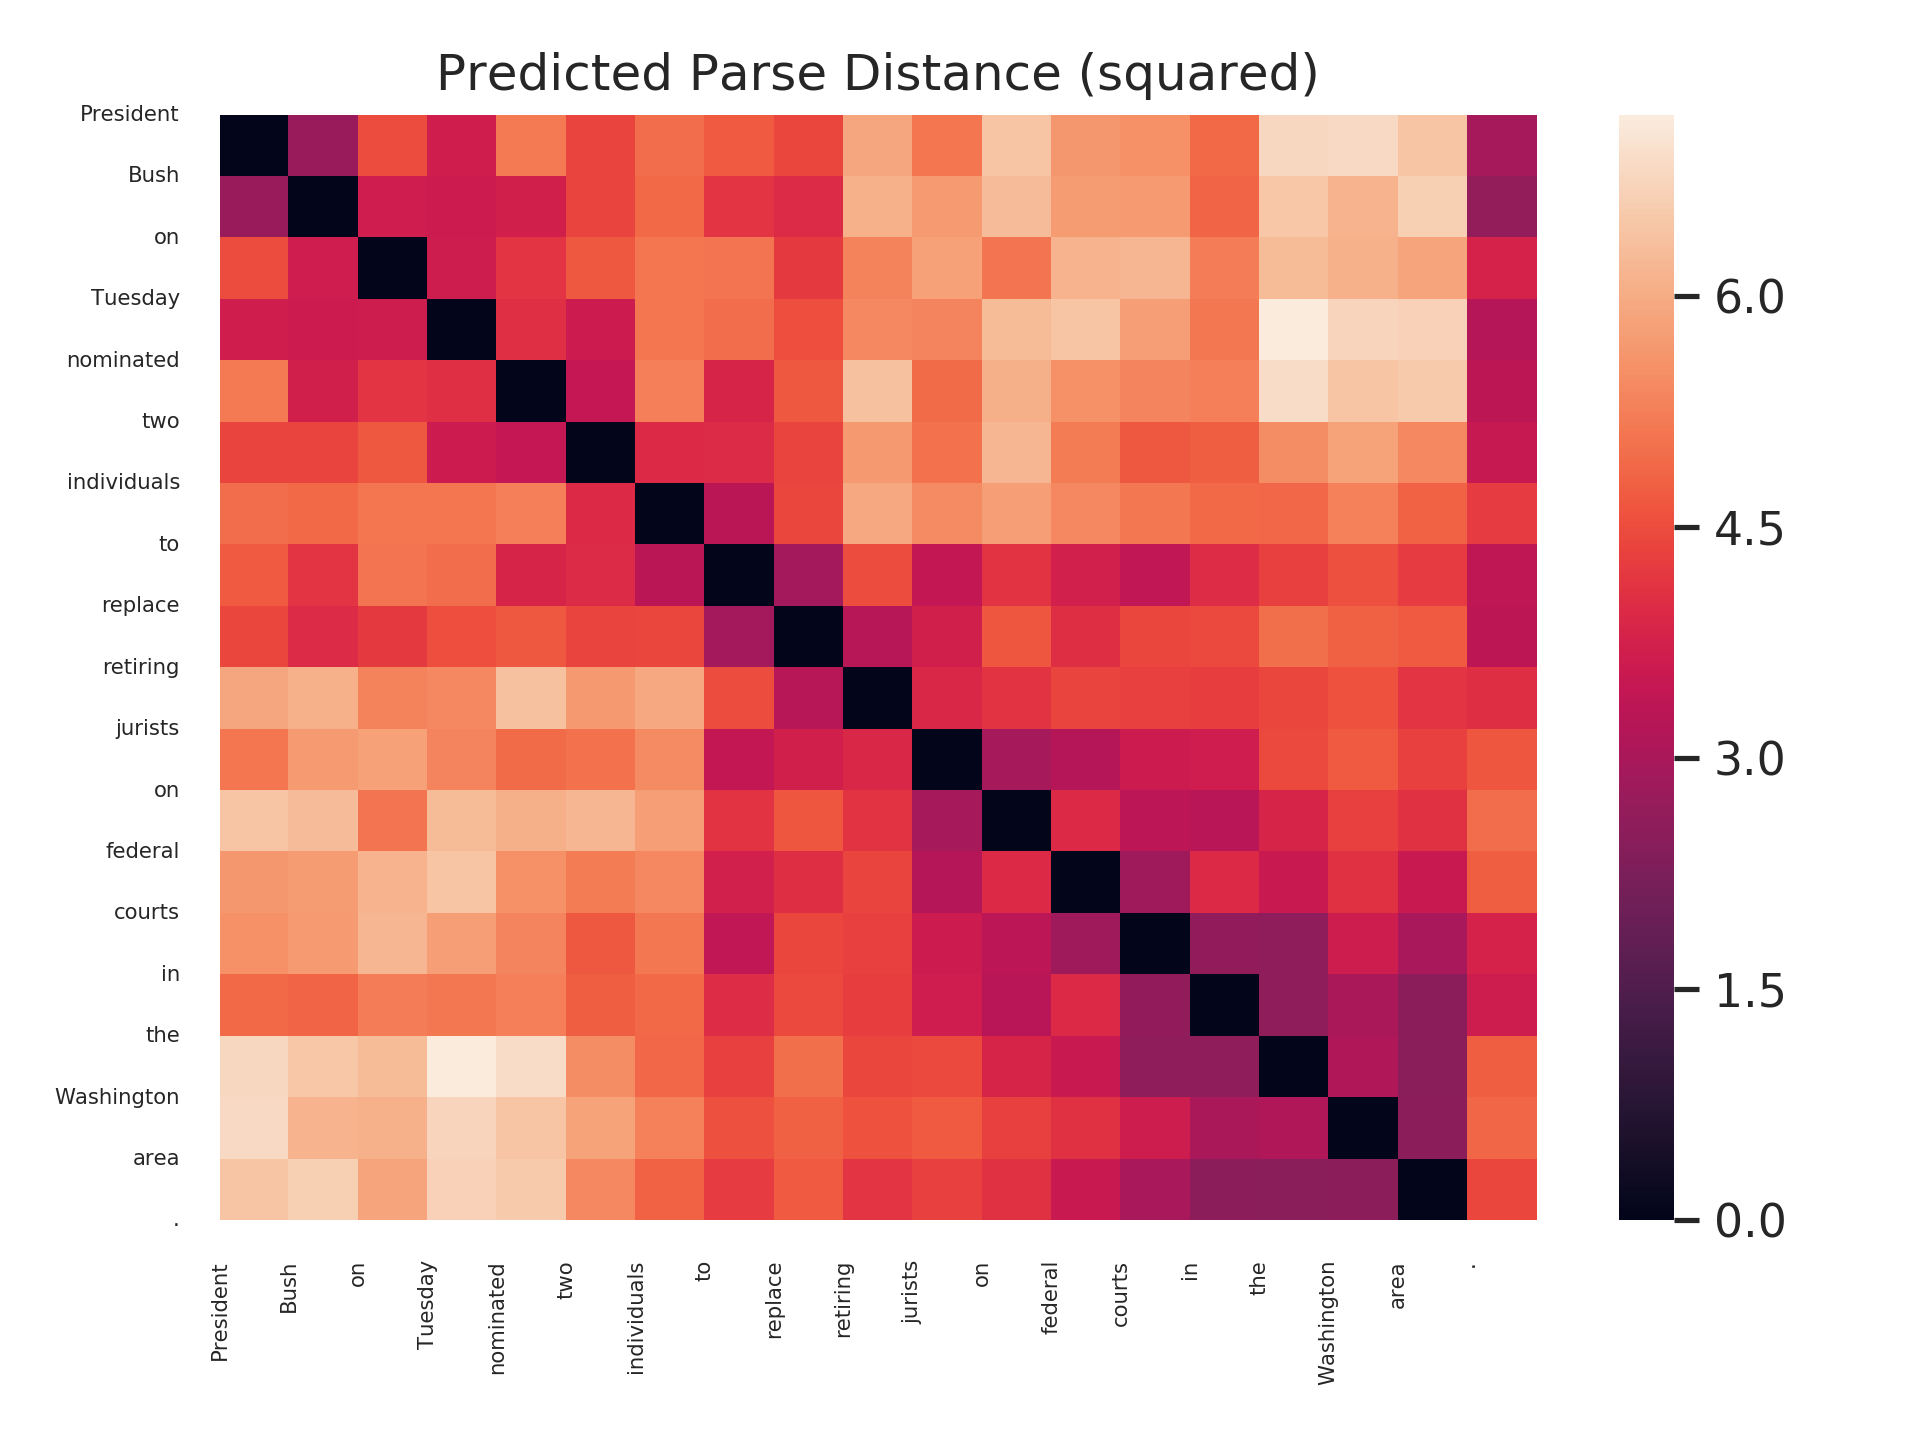 Predicted Parse Distance (squared)
President
Bush
on
Tuesday
nominated
two
individuals
to
replace
retiring
jurists
on
federal
courts
in
the
Washington
area
.
6.0
4.5
3.0
1.5
0.0
President
Bush
on
Tuesday
nominated
two
individuals
to
replace
retiring
jurists
on
federal
courts
in
the
Washington
area
.